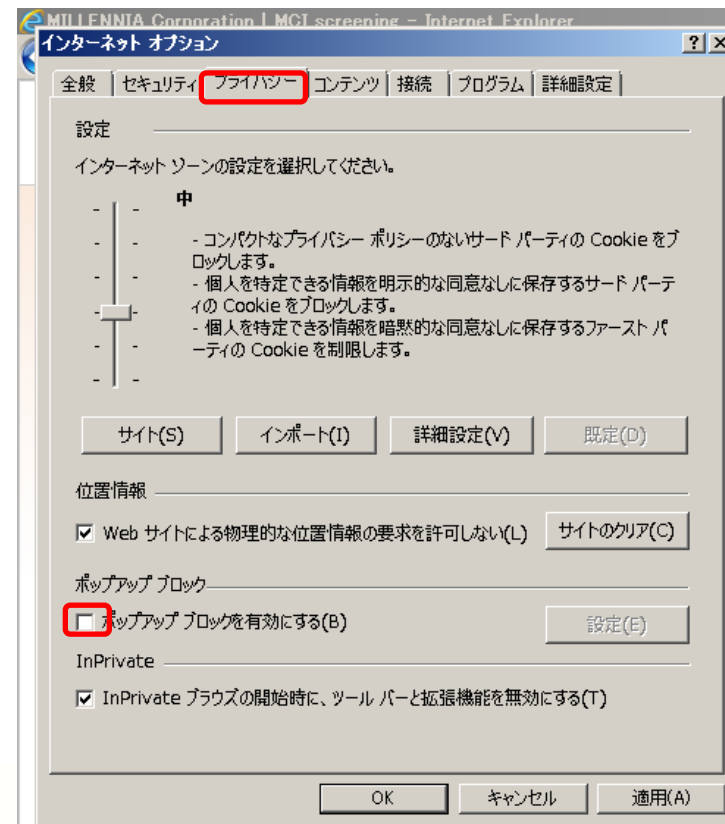 MILLENNIA Corporation | MCI screening - Internet Explorer
インターネット オプション
全般 セキュリティ プライバシー コンテンツ 接続 プログラム 詳細設定
設定
インターネット ゾーンの設定を選択してください。
中
- コンパクトなプライバシー ポリシーのないサード パーティの Cookie をブ
ロックします。
- 個人を特定できる情報を明示的な同意なしに保存するサード パーテ
ィの Cookie をブロックします。
- 個人を特定できる情報を暗黙的な同意なしに保存するファースト パ
ーティの Cookie を制限します。
サイト(S) インポート(I) 詳細設定(V) 既定(D)
位置情報
Web サイトによる物理的な位置情報の要求を許可しない(L) サイトのクリア(C)
ポップアップ ブロック
ポップアップ ブロックを有効にする(B) 設定(E)
InPrivate
InPrivate ブラウズの開始時に、ツール バーと拡張機能を無効にする(T)
OK キャンセル 適用(A)